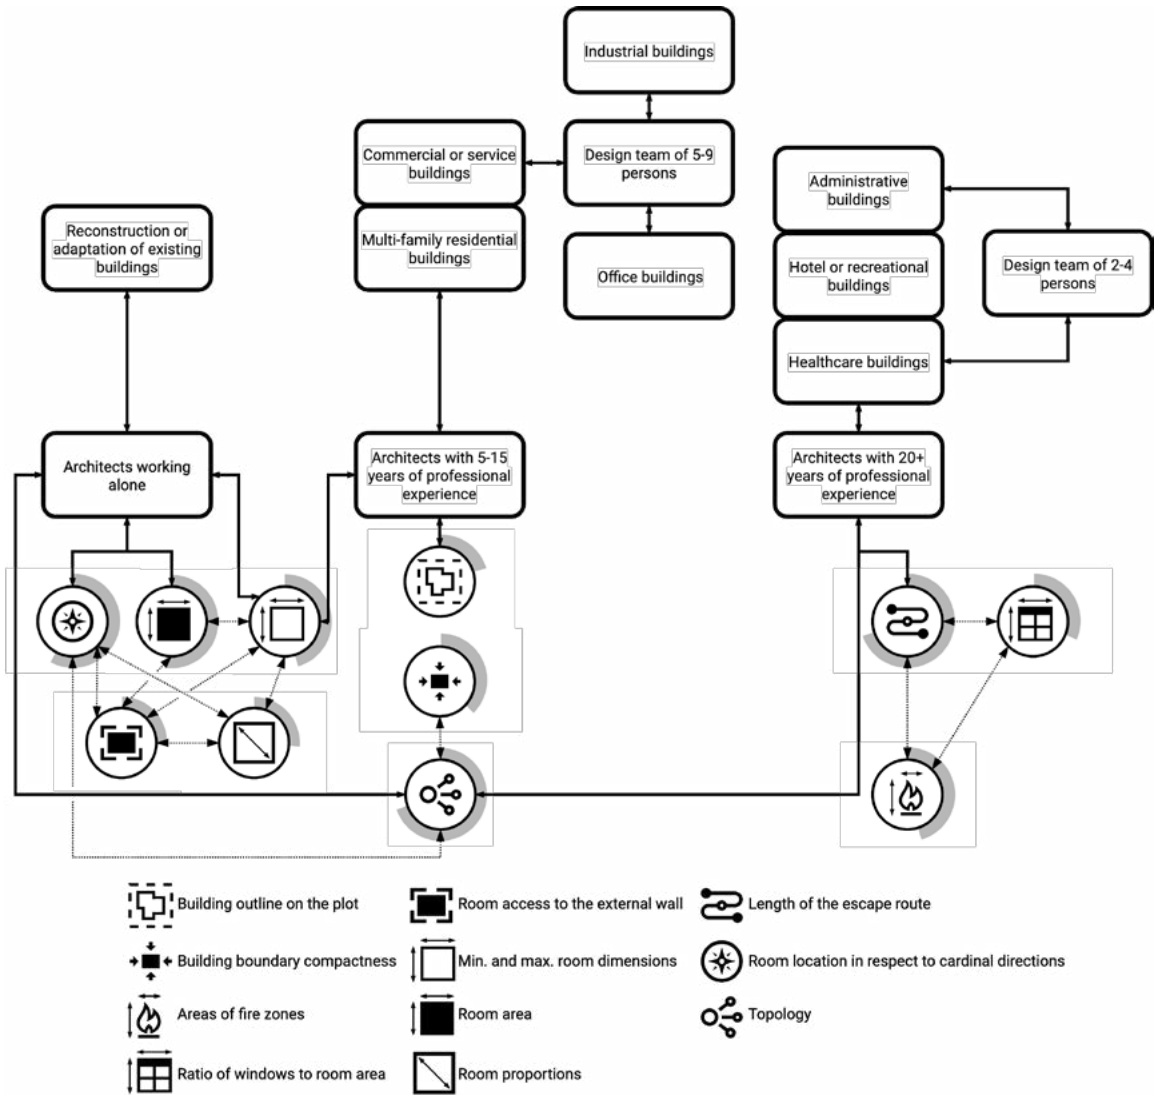 Industrial buildings
Commercial or service
buildings
Design team of 5-9
persons
Administrative
buildings
Reconstruction or
adaptation of existing
buildings
Multi-family residential
buildings
Office buildings
Hotel or recreational
buildings
Design team of 2-4
persons
Healthcare buildings
Architects working
alone
Architects with 5-15
years of professional
experience
Architects with 20+
years of professional
experience
Building outline on the plot
Room access to the external wall
Length of the escape route
Building boundary compactness
Min. and max. room dimensions
Room location in respect to cardinal directions
Areas of fire zones
Room area
Topology
Ratio of windows to room area
Room proportions